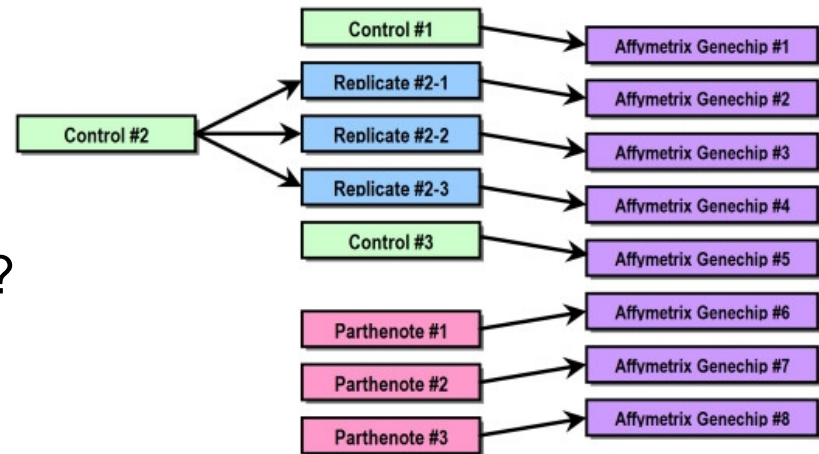 Control #1
Affymetrix Genechip #1
Replicate #2-1
Affymetrix Genechip #2
Control #2
Replicate #2-2
Affymetrix Genechip #3
Replicate #2-3
Affymetrix Genechip #4
Control #3
Affymetrix Genechip #5
?
Parthenote #1
Affymetrix Genechip #6
Parthenote #2
Affymetrix Genechip #7
Parthenote #3
Affymetrix Genechip #8